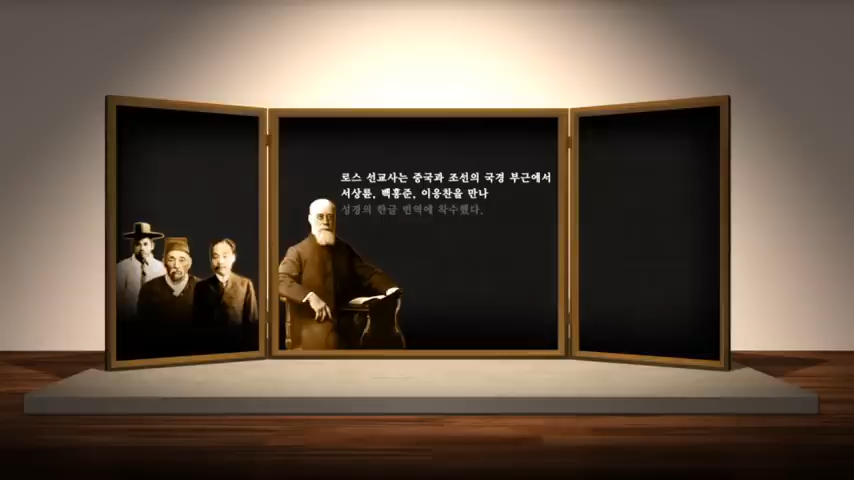 로스 선교사는 중국과 조선의 국경 부근에서
서상륜, 백홍준, 이응찬을 만나
성경의 한글 번역에 착수했다.